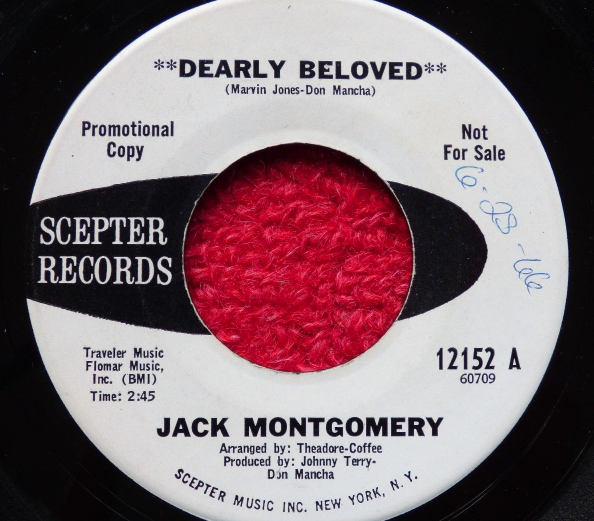 **DEARLY BELOVED**
(Marvin Jones-Don Mancha)
Promotional
Copy
Not
For Sale
6-28-66
SCEPTER
RECORDS
Traveler Music
Flomar Music,
Inc. (BMI)
Time: 2:45
12152 A
60709
JACK MONTGOMERY
Arranged by: Theadore-Coffee
Produced by: Johnny Terry-
Don Mancha
SCEPTER MUSIC INC. NEW YORK, N.Y.